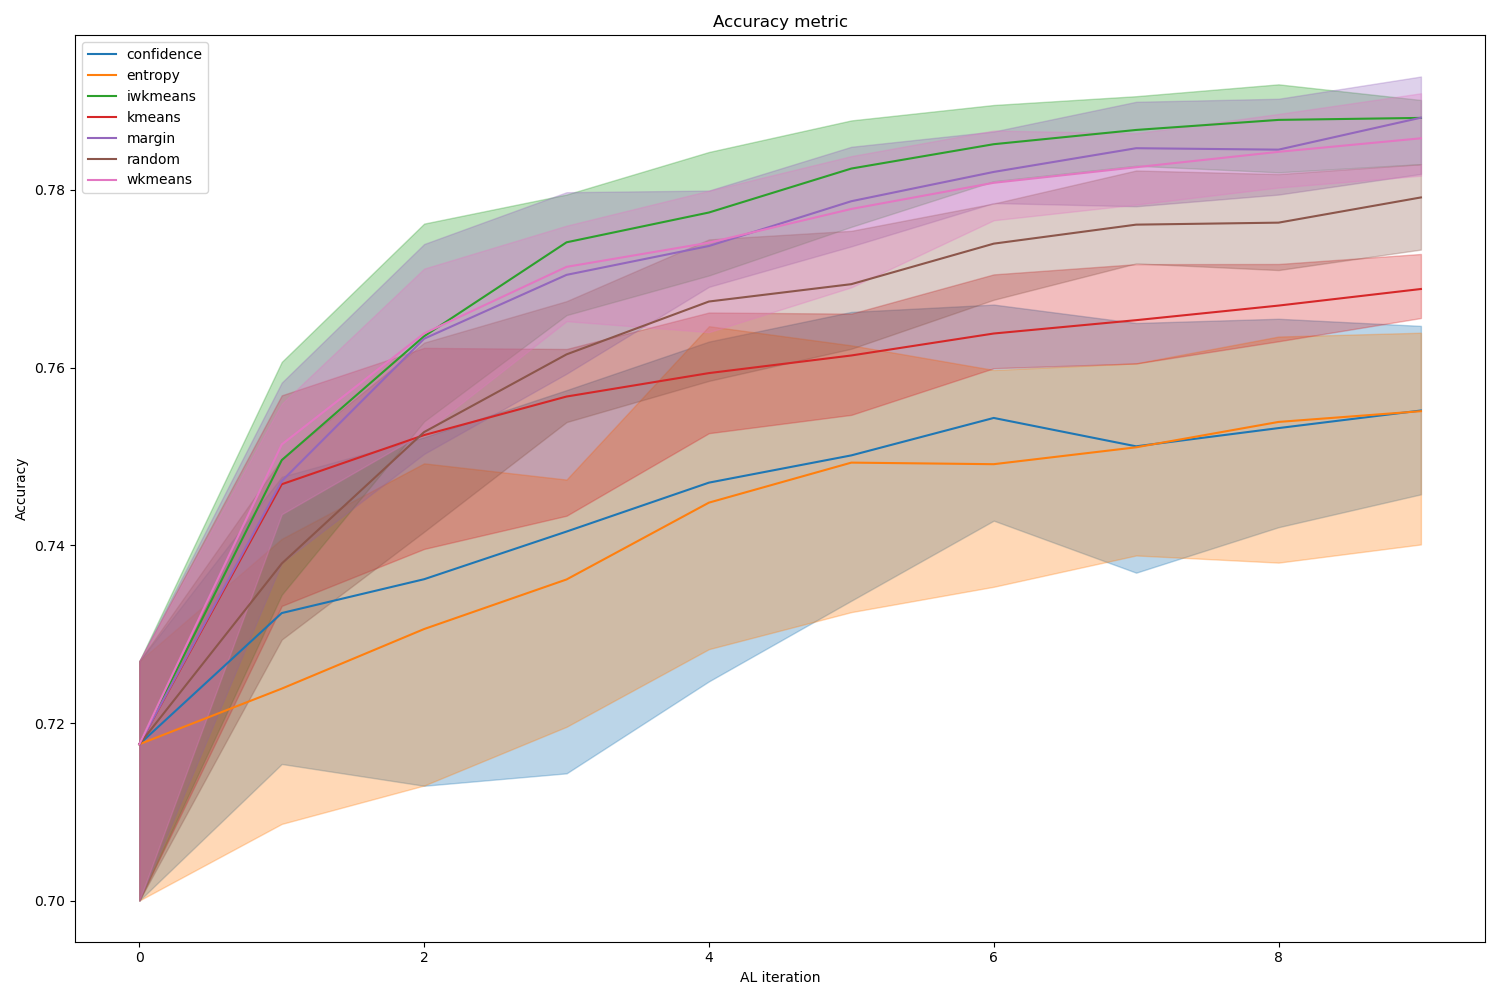 Accuracy metric
confidence
entropy
iwkmeans
kmeans
margin
random
wkmeans
Accuracy
0.78
0.76
0.74
0.72
0.70
0 2 4 6 8
AL iteration